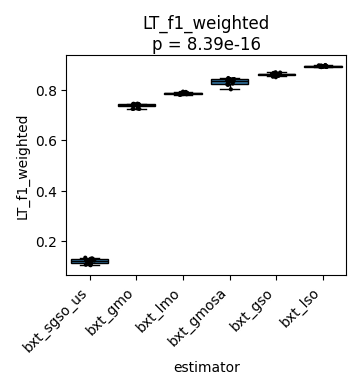 LT_f1_weighted
p = 8.39e-16
LT_f1_weighted
0.8
0.6
0.4
0.2
bxt_sgso_us
bxt_gmo
bxt_lmo
bxt_gmosa
bxt_gso
bxt_lso
estimator